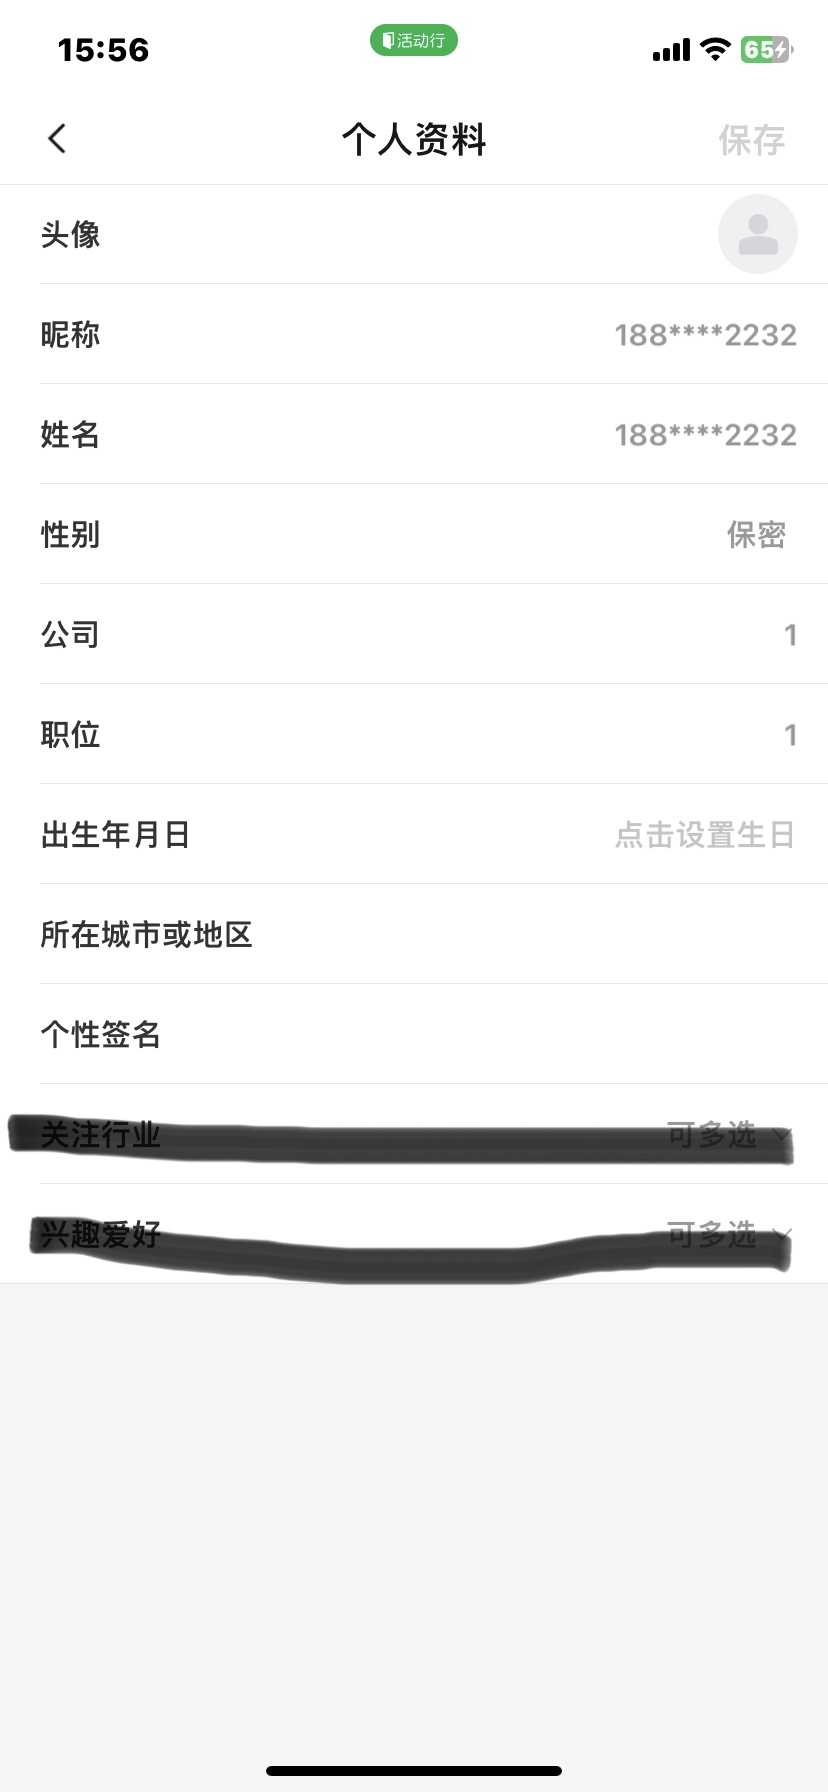 15:56
活动行
65
个人资料
保存
头像
昵称 188****2232
姓名 188****2232
性别 保密
公司 1
职位 1
出生年月日 点击设置生日
所在城市或地区
个性签名
关注行业 可多选
兴趣爱好 可多选